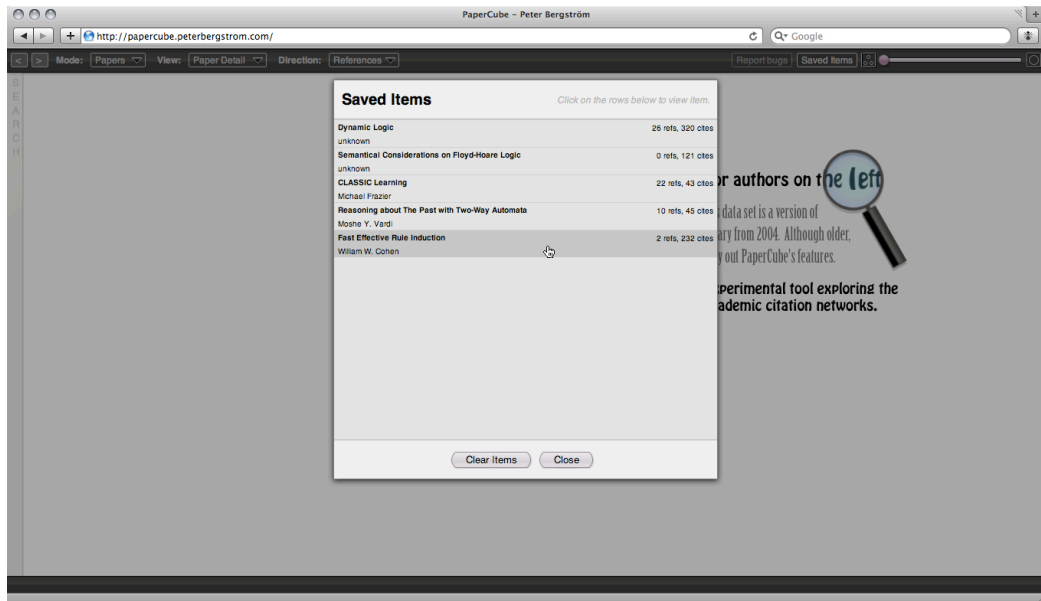 PaperCube – Peter Bergström
http://papercube.peterbergstrom.com/
Google
< > Mode: Papers View: Paper Detail Direction: References Report bugs Saved Items
SEARCH
Saved Items
Click on the rows below to view item.
Dynamic Logic 26 refs, 320 cites
unknown
Semantical Considerations on Floyd-Hoare Logic 0 refs, 121 cites
unknown
CLASSIC Learning 22 refs, 43 cites
Michael Frazier
Reasoning about The Past with Two-Way Automata 10 refs, 45 cites
Moshe Y. Vardi
Fast Effective Rule Induction 2 refs, 232 cites
William W. Cohen
or authors on the left
data set is a version of
ary from 2004. Although older,
y out PaperCube's features.
perimental tool exploring the
ademic citation networks.
Clear Items Close